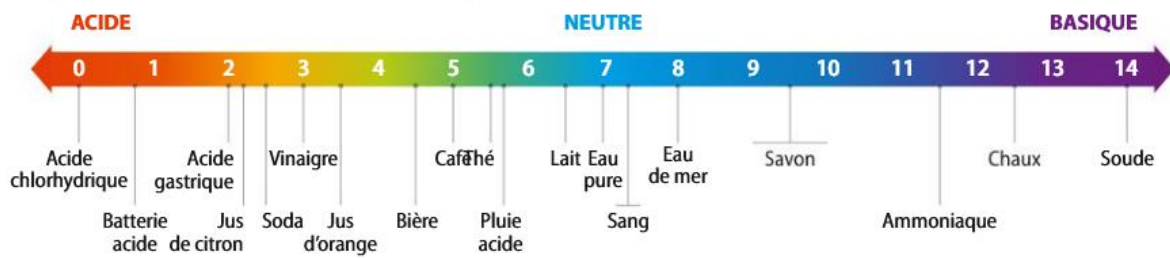 ACIDE NEUTRE BASIQUE
0 1 2 3 4 5 6 7 8 9 10 11 12 13 14
Acide chlorhydrique
Acide gastrique
Vinaigre
Café
Thé
Lait
Eau pure
Eau de mer
Savon
Chaux
Soude
Batterie acide
Jus de citron
Soda
Jus d'orange
Bière
Pluie acide
Sang
Ammoniaque